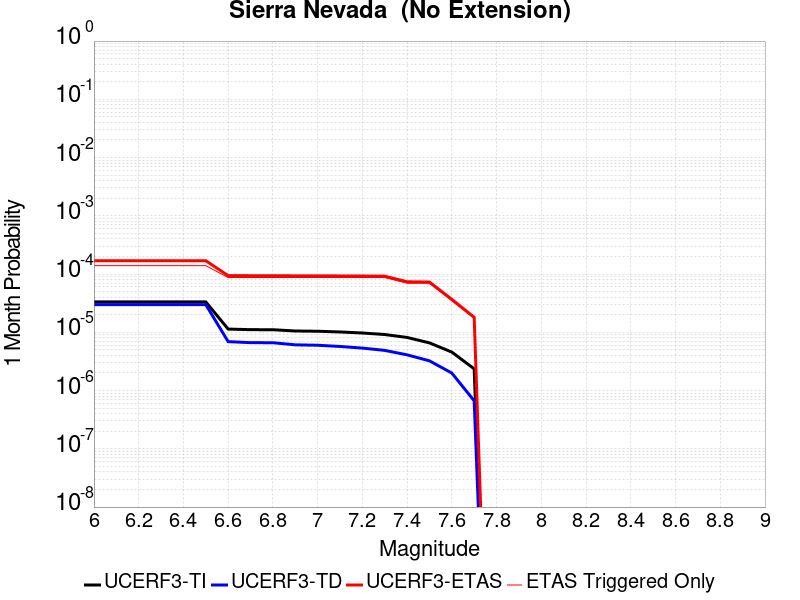 Sierra Nevada  (No Extension)
10^0
10^-1
10^-2
10^-3
10^-4
10^-5
10^-6
10^-7
10^-8
1 Month Probability
6 6.2 6.4 6.6 6.8 7 7.2 7.4 7.6 7.8 8 8.2 8.4 8.6 8.8 9
Magnitude
UCERF3-TI UCERF3-TD UCERF3-ETAS ETAS Triggered Only